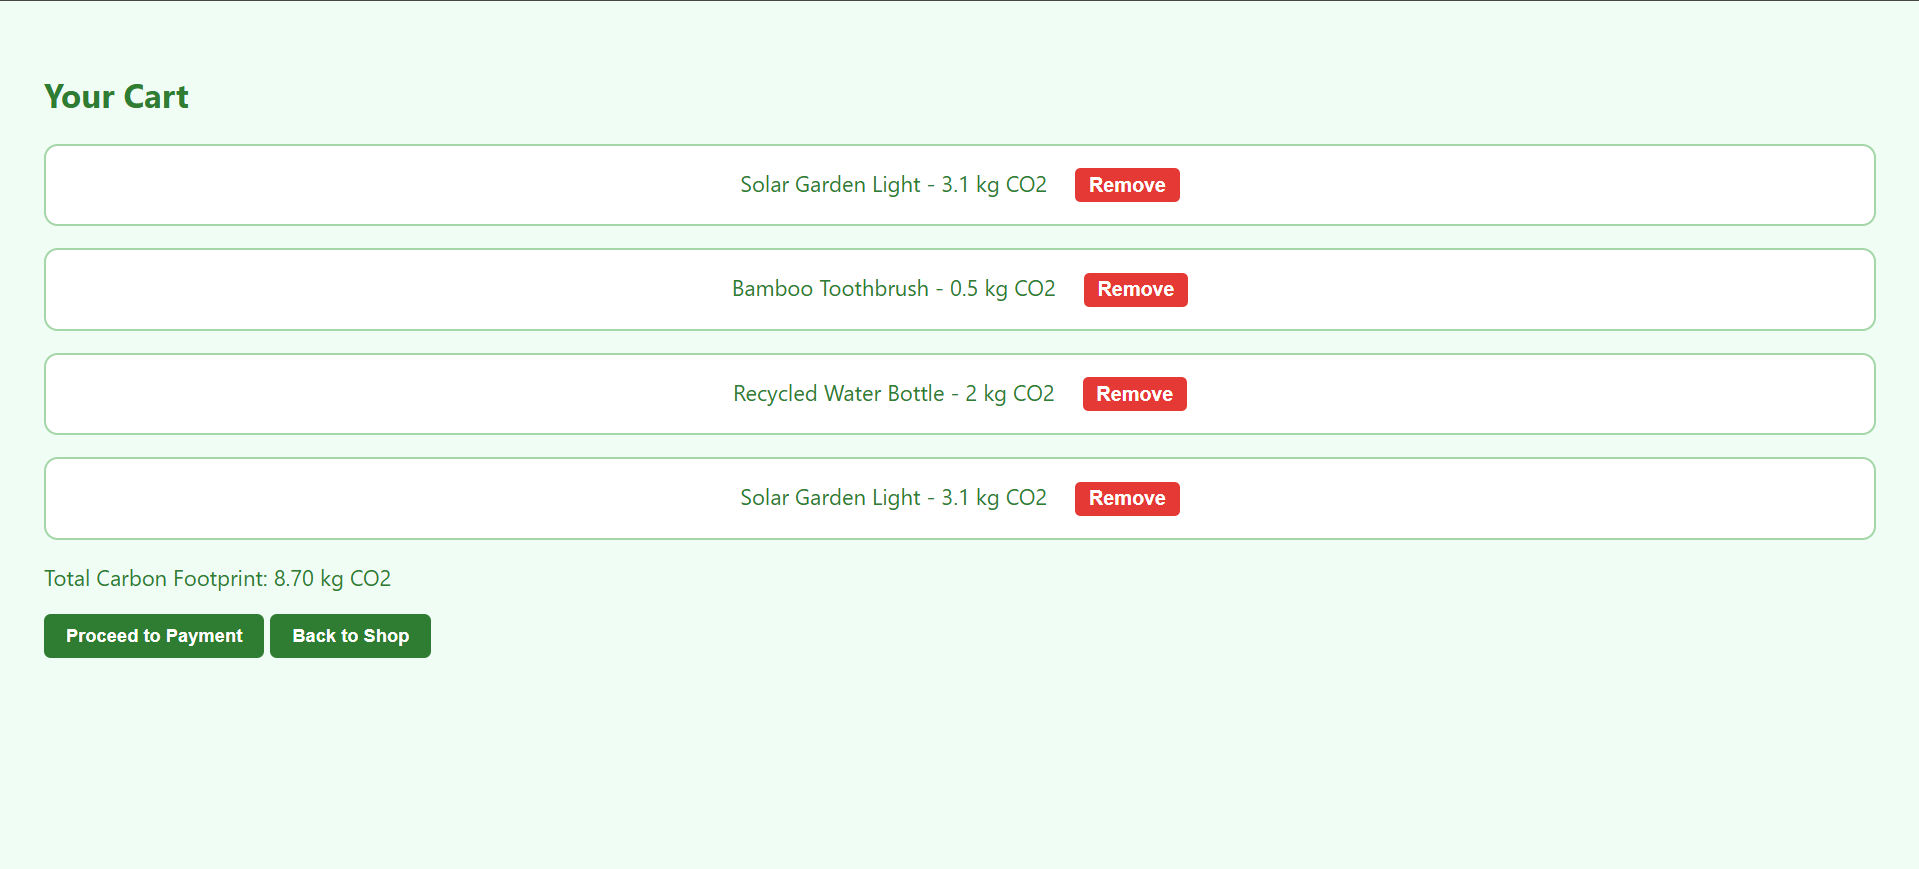 Your Cart
Solar Garden Light - 3.1 kg CO2 Remove
Bamboo Toothbrush - 0.5 kg CO2 Remove
Recycled Water Bottle - 2 kg CO2 Remove
Solar Garden Light - 3.1 kg CO2 Remove
Total Carbon Footprint: 8.70 kg CO2
Proceed to Payment Back to Shop